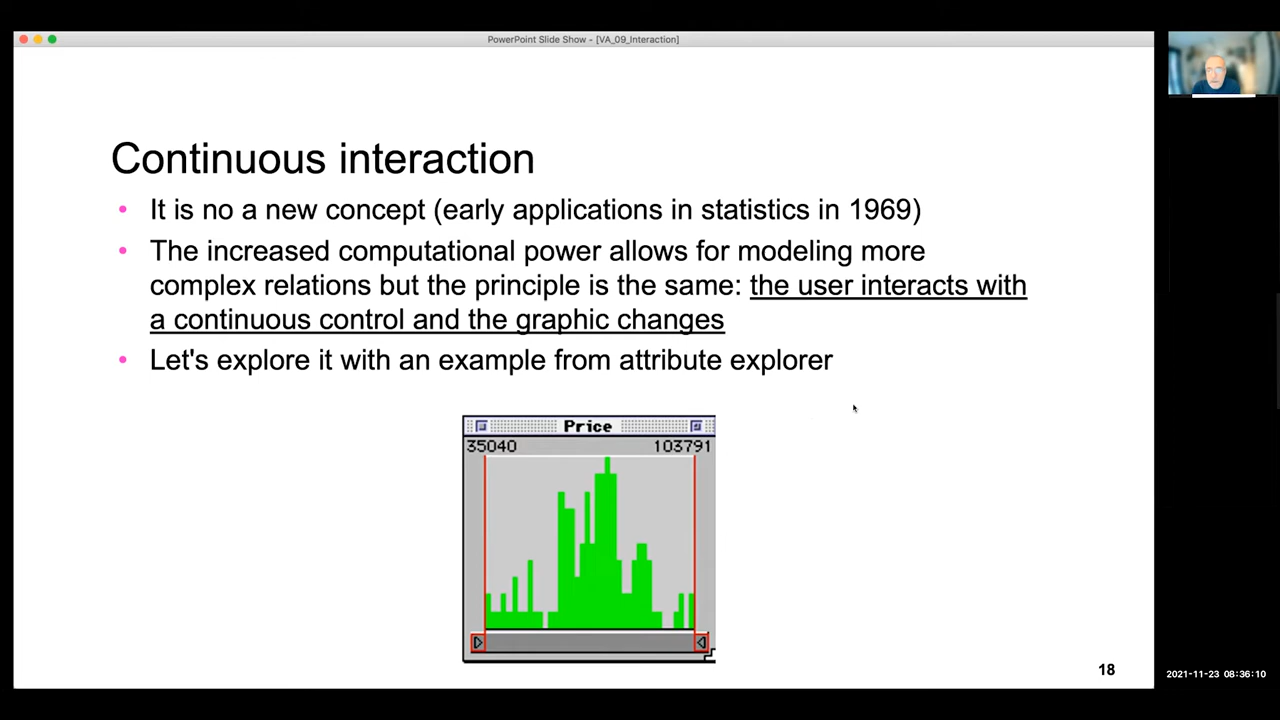 PowerPoint Slide Show - [VA_09_Interaction]
Continuous interaction
• It is no a new concept (early applications in statistics in 1969)
• The increased computational power allows for modeling more
complex relations but the principle is the same: the user interacts with
a continuous control and the graphic changes
• Let's explore it with an example from attribute explorer
Price
35040 103791
18
2021-11-23 08:36:10